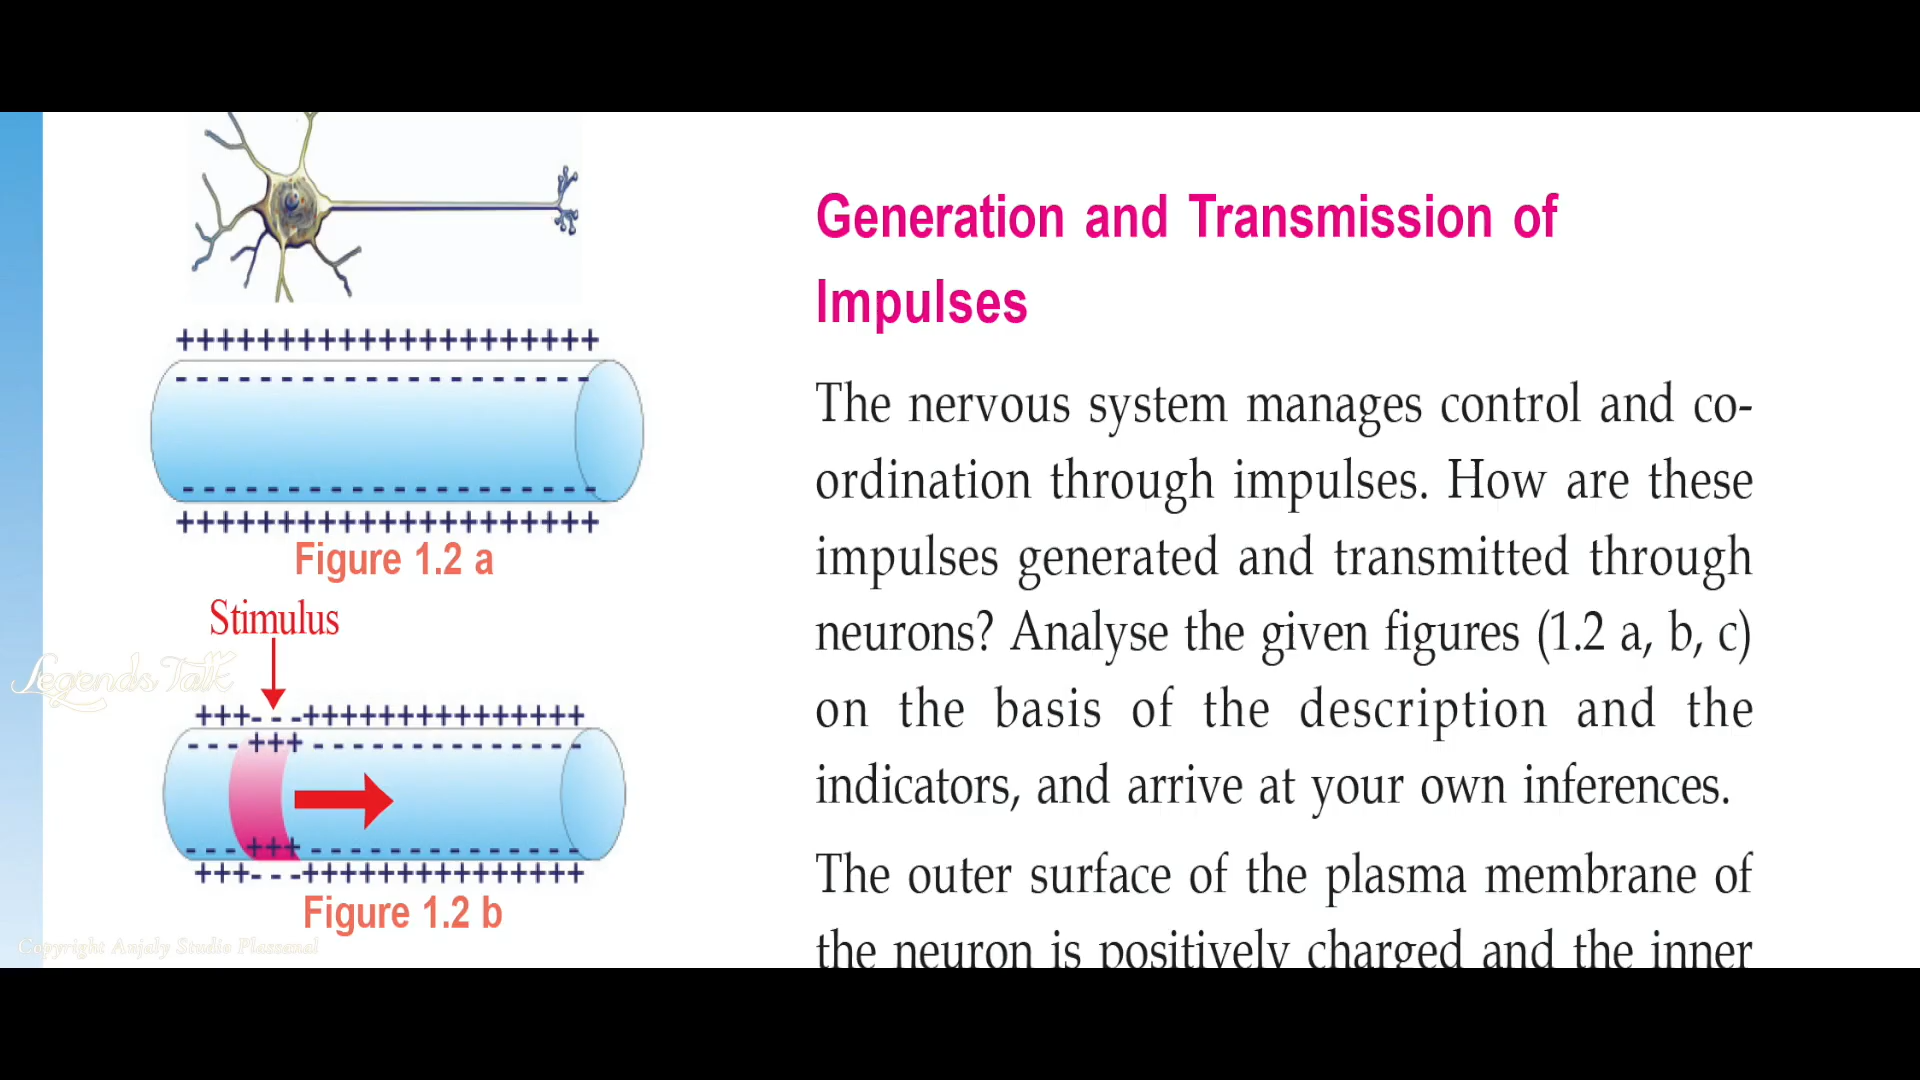 Generation and Transmission of
Impulses
The nervous system manages control and co-
ordination through impulses. How are these
impulses generated and transmitted through
neurons? Analyse the given figures (1.2 a, b, c)
on the basis of the description and the
indicators, and arrive at your own inferences.
The outer surface of the plasma membrane of
the neuron is positively charged and the inner
++++++++++++++++++++
- - - - - - - - - - - - - - - - - - - -
- - - - - - - - - - - - - - - - - - - -
++++++++++++++++++++
Figure 1.2 a
Stimulus
+++- - -+++++++++++++++
- - -+++- - - - - - - - - - - - - - -
- - -+++- - - - - - - - - - - - - - -
+++- - -+++++++++++++++
Figure 1.2 b
Legends Talk
Copyright Anjaly Studio Plassanal